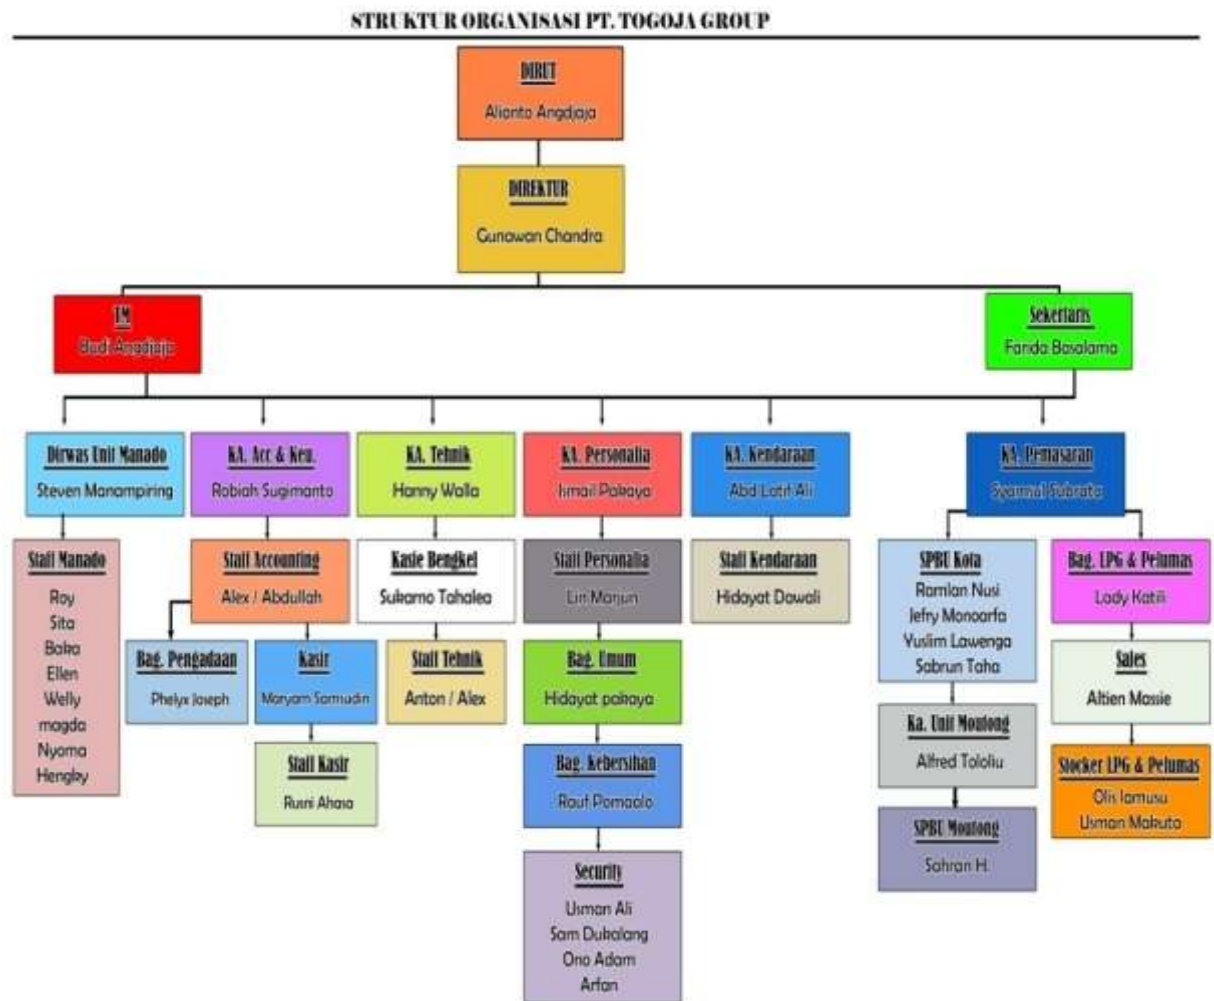 STRUKTUR ORGANISASI PT. TOGOJA GROUP
DIRUT
Alianto Angdjaja
DIREKTUR
Gunawan Chandra
TM
Budi Angdjaja
Sekertaris
Farida Basalama
Dirwas Unit Manado
Steven Manampiring
KA. Acc & Keu.
Robiah Sugimanto
KA. Tehnik
Hanny Walla
KA. Personalia
Ismail Pakaya
KA. Kendaraan
Abd Latif Ali
KA. Pemasaran
Syamsul Subrata
Staff Manado
Roy
Sita
Baka
Ellen
Welly
magda
Nyoma
Hengky
Staff Accounting
Alex / Abdullah
Bag. Pengadaan
Phelyx Joseph
Kasir
Maryam Samsudin
Staff Kasir
Rusni Ahasa
Kasie Bengkel
Sukarno Tahalea
Staff Tehnik
Anton / Alex
Staff Personalia
Lin Marjun
Bag. Umum
Hidayat pakaya
Bag. Kebersihan
Rauf Pomaalo
Security
Usman Ali
Sam Dukalang
Ono Adam
Arfan
Staff Kendaraan
Hidayat Dawali
SPBU Kota
Ramlan Nusi
Jefry Monoarfa
Yuslim Lawenga
Sabrun Taha
Ka. Unit Moutong
Alfred Tololiu
SPBU Moutong
Sahran H.
Bag. LPG & Pelumas
Lady Katili
Sales
Altien Massie
Stocker LPG & Pelumas
Olis lamusu
Usman Makuta